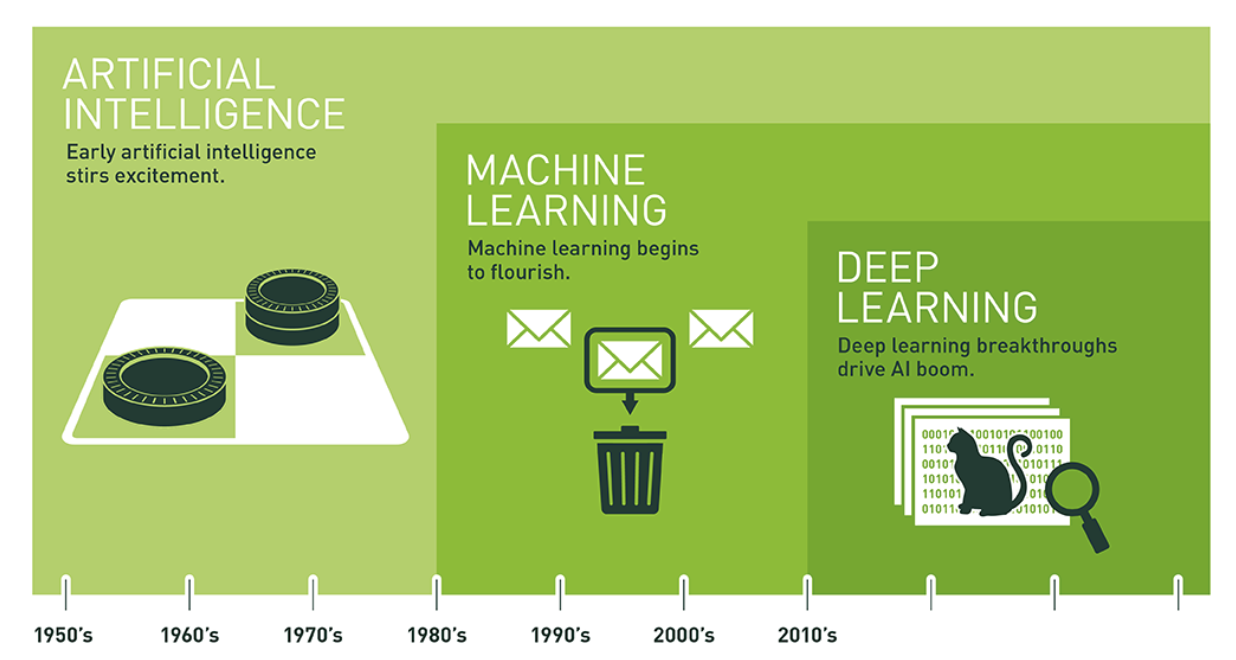 ARTIFICIAL
INTELLIGENCE
Early artificial intelligence
stirs excitement.
MACHINE
LEARNING
Machine learning begins
to flourish.
DEEP
LEARNING
Deep learning breakthroughs
drive AI boom.
1950's
1960's
1970's
1980's
1990's
2000's
2010's